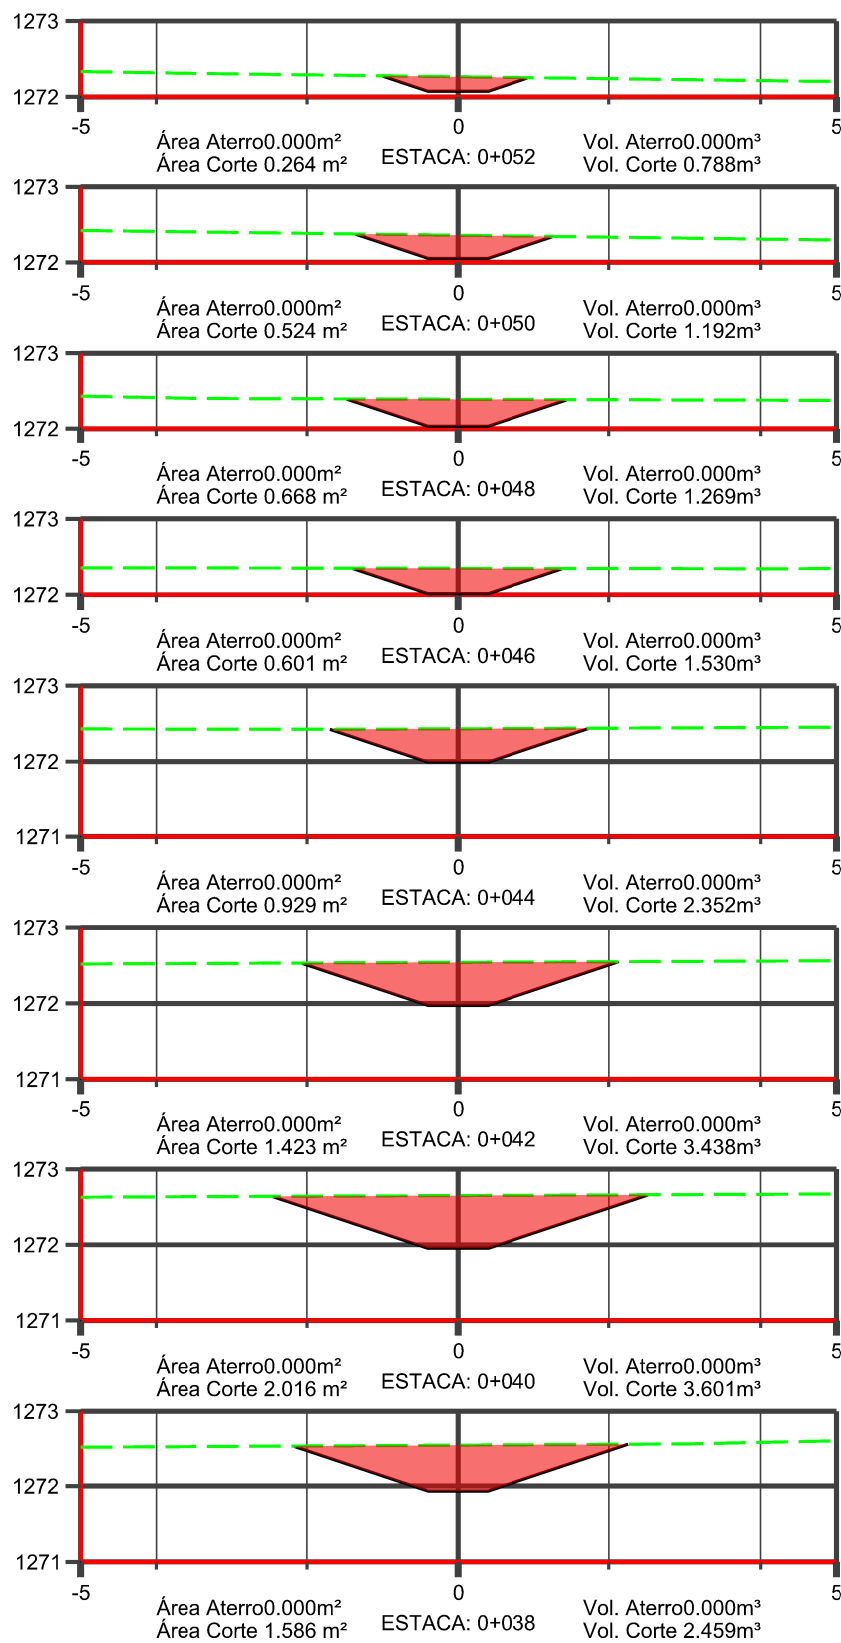 1273
1272
-5 0 5
Área Aterro0.000m² Vol. Aterro0.000m³
Área Corte 0.264 m² ESTACA: 0+052 Vol. Corte 0.788m³
1273
1272
-5 0 5
Área Aterro0.000m² Vol. Aterro0.000m³
Área Corte 0.524 m² ESTACA: 0+050 Vol. Corte 1.192m³
1273
1272
-5 0 5
Área Aterro0.000m² Vol. Aterro0.000m³
Área Corte 0.668 m² ESTACA: 0+048 Vol. Corte 1.269m³
1273
1272
-5 0 5
Área Aterro0.000m² Vol. Aterro0.000m³
Área Corte 0.601 m² ESTACA: 0+046 Vol. Corte 1.530m³
1273
1272
1271
-5 0 5
Área Aterro0.000m² Vol. Aterro0.000m³
Área Corte 0.929 m² ESTACA: 0+044 Vol. Corte 2.352m³
1273
1272
1271
-5 0 5
Área Aterro0.000m² Vol. Aterro0.000m³
Área Corte 1.423 m² ESTACA: 0+042 Vol. Corte 3.438m³
1273
1272
1271
-5 0 5
Área Aterro0.000m² Vol. Aterro0.000m³
Área Corte 2.016 m² ESTACA: 0+040 Vol. Corte 3.601m³
1273
1272
1271
-5 0 5
Área Aterro0.000m² Vol. Aterro0.000m³
Área Corte 1.586 m² ESTACA: 0+038 Vol. Corte 2.459m³